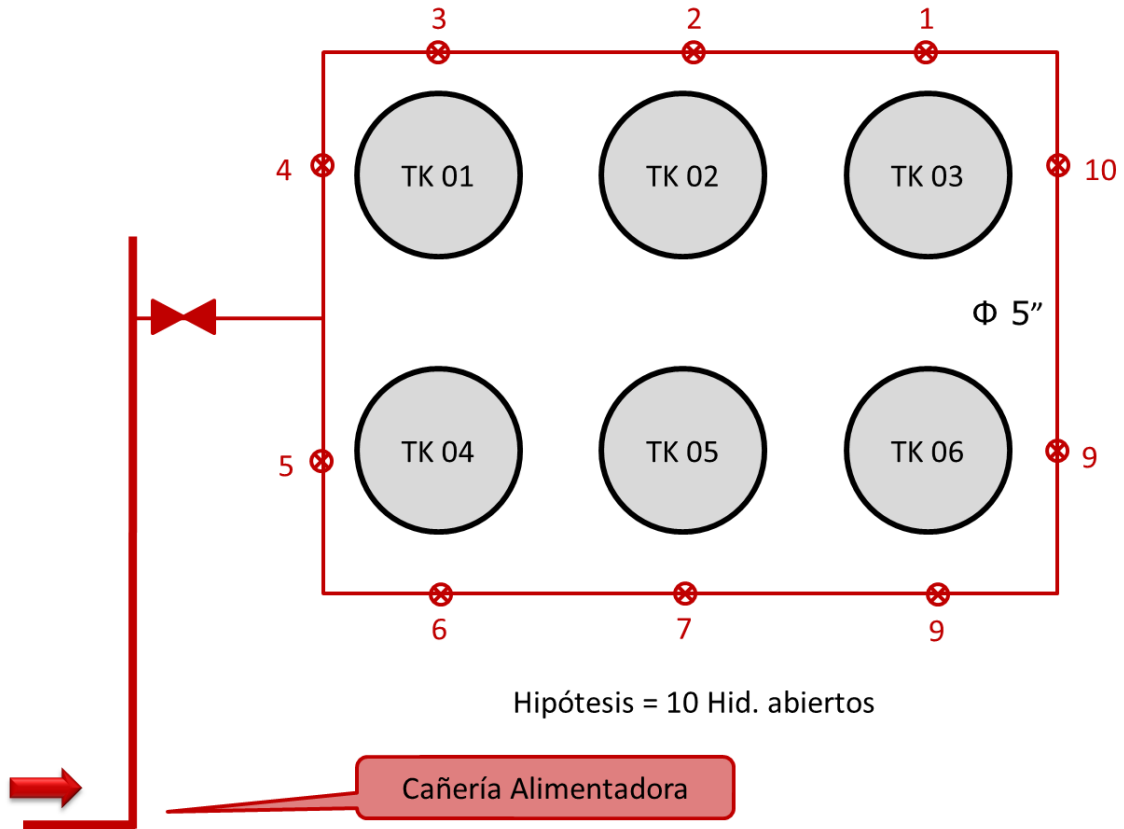 3 2 1
4 TK 01 TK 02 TK 03 10
Φ 5”
5 TK 04 TK 05 TK 06 9
6 7 9
Hipótesis = 10 Hid. abiertos
Cañería Alimentadora